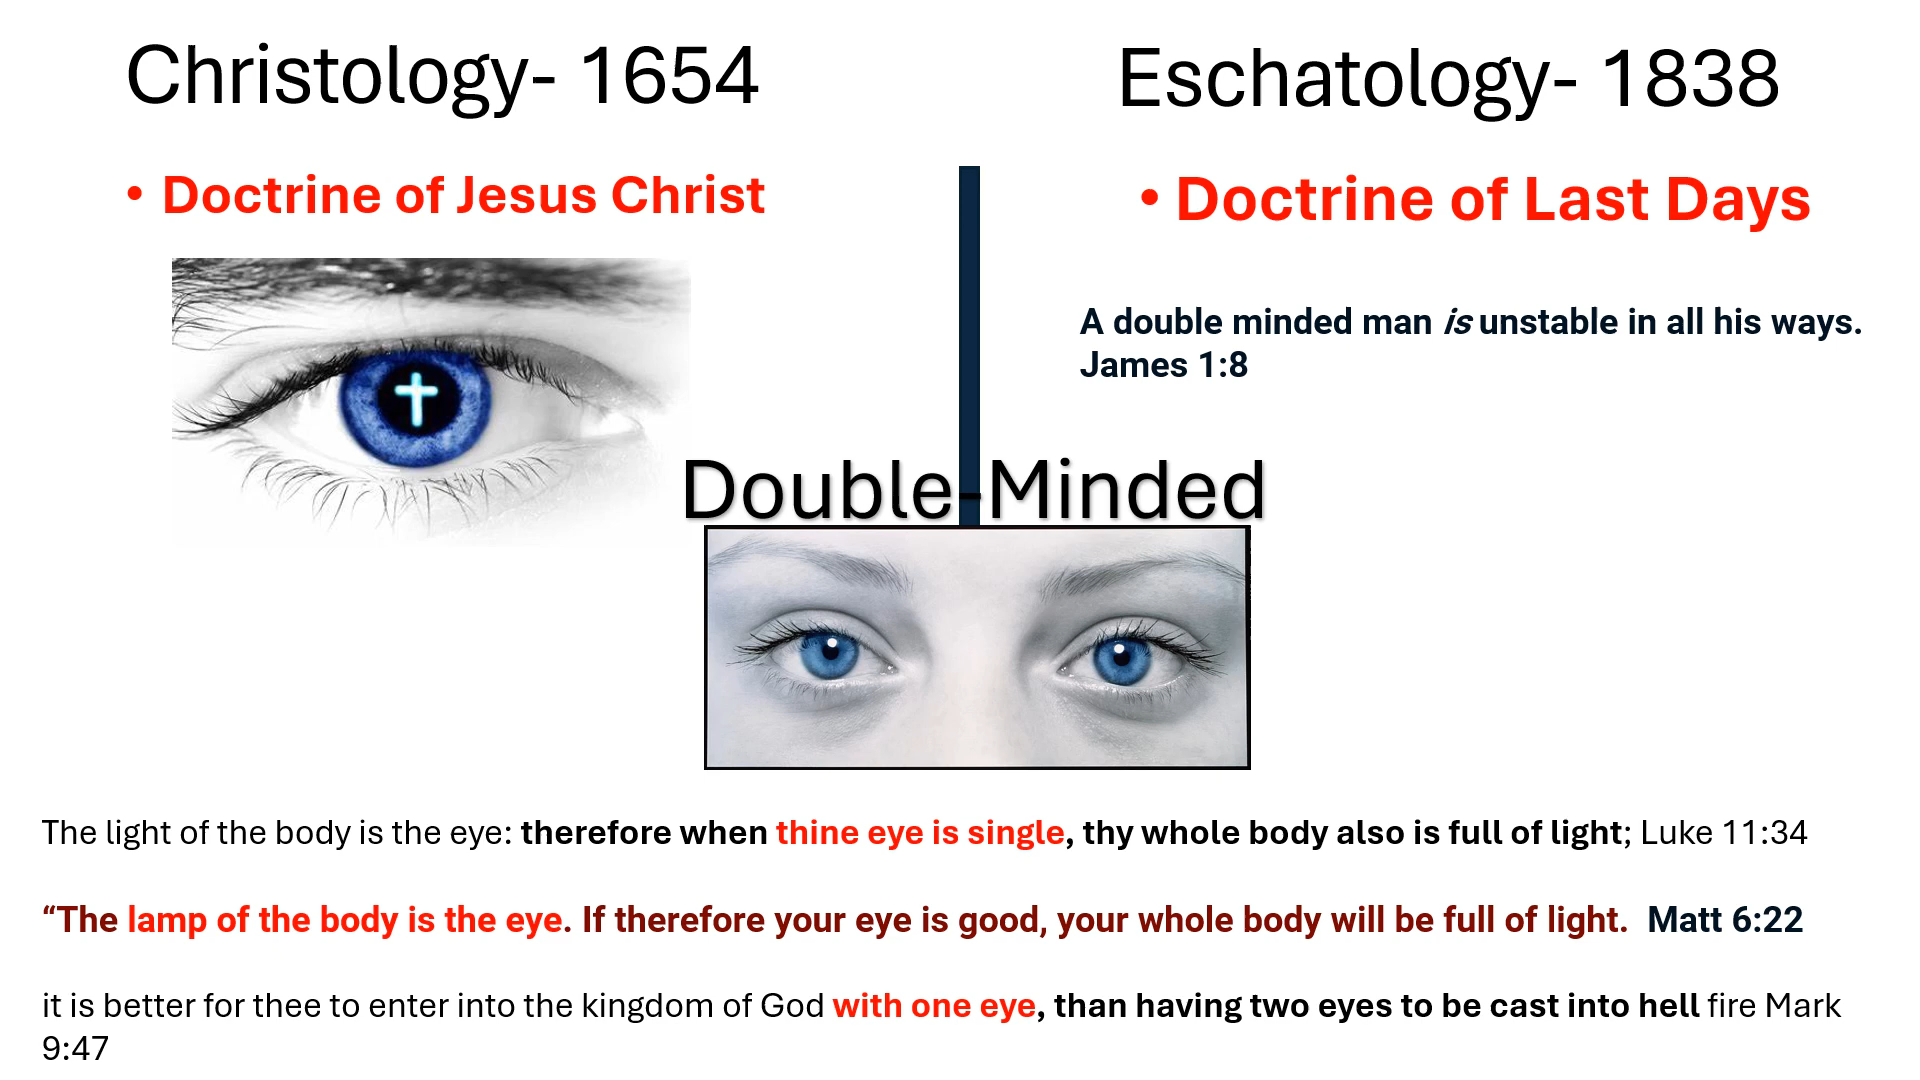 Christology- 1654
Eschatology- 1838
• Doctrine of Jesus Christ
• Doctrine of Last Days
A double minded man is unstable in all his ways.
James 1:8
Double-Minded
The light of the body is the eye: therefore when thine eye is single, thy whole body also is full of light; Luke 11:34
“The lamp of the body is the eye. If therefore your eye is good, your whole body will be full of light.  Matt 6:22
it is better for thee to enter into the kingdom of God with one eye, than having two eyes to be cast into hell fire Mark
9:47